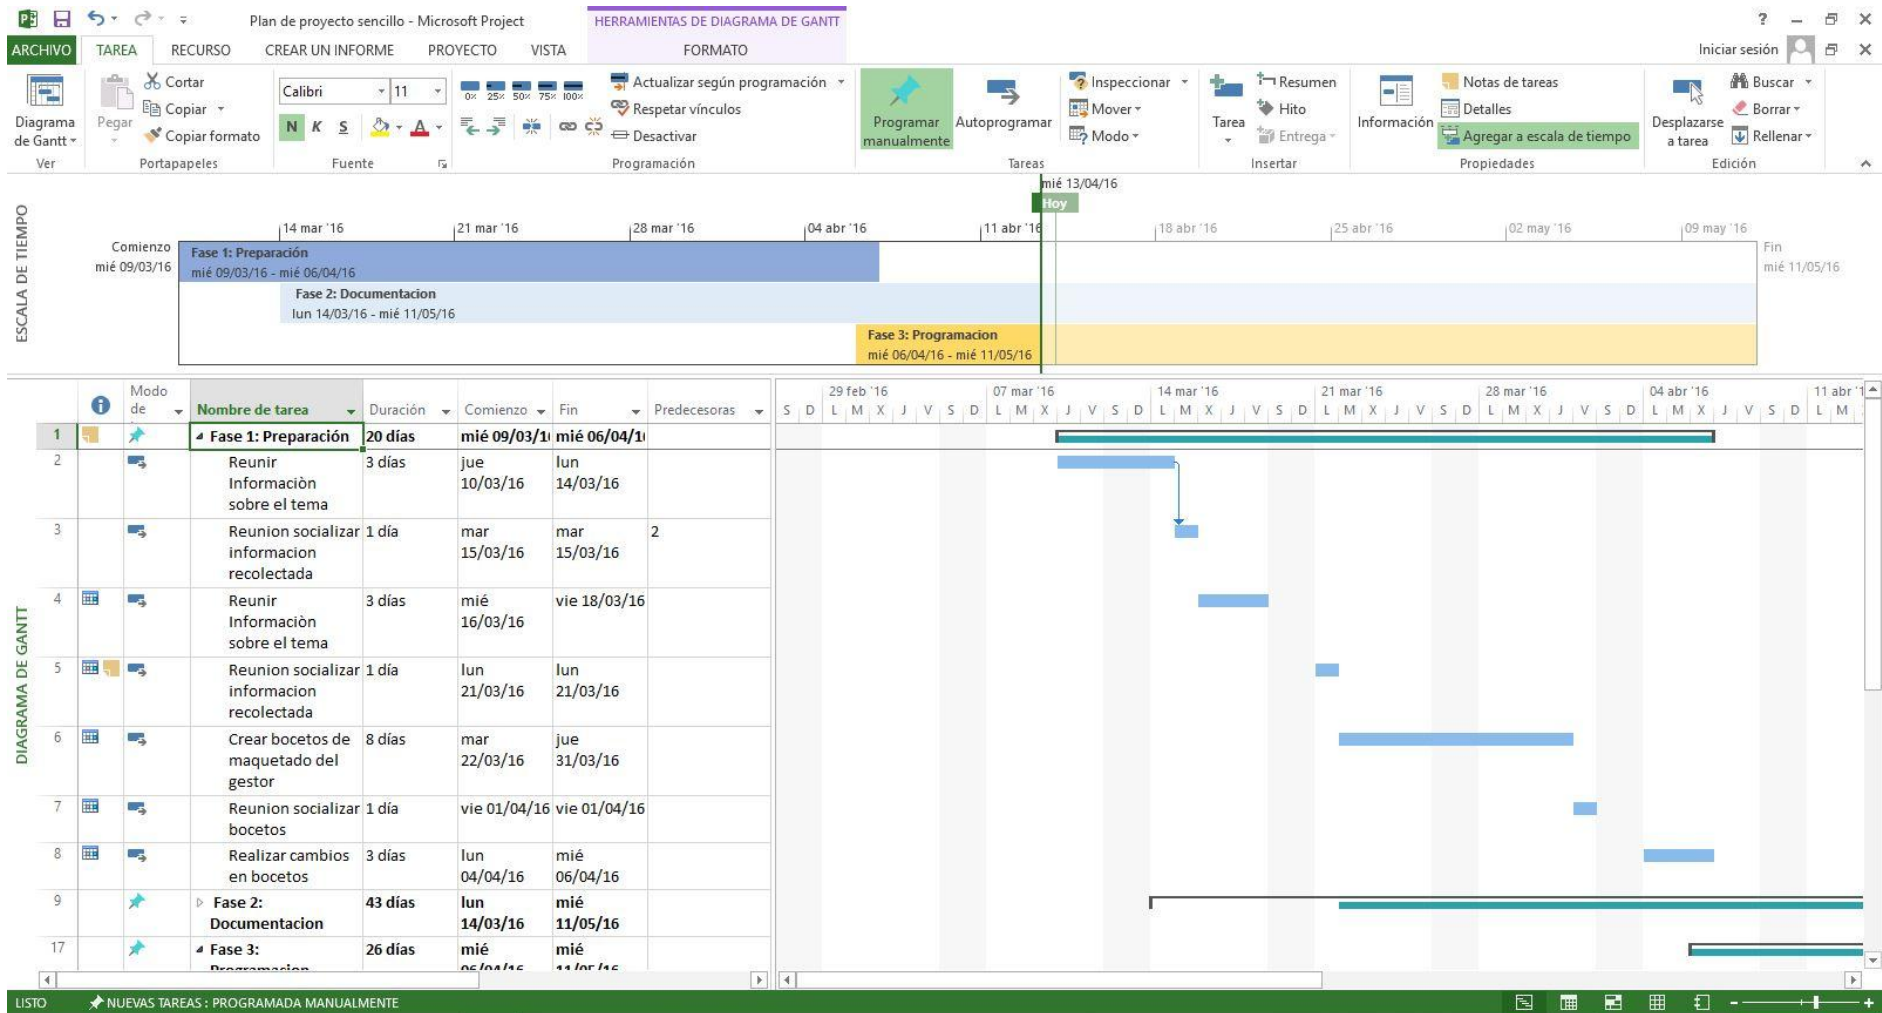 Plan de proyecto sencillo - Microsoft Project
HERRAMIENTAS DE DIAGRAMA DE GANTT
?
ARCHIVO TAREA RECURSO CREAR UN INFORME PROYECTO VISTA FORMATO
Iniciar sesión
Diagrama
de Gantt
Ver
Pegar
Cortar
Copiar
Copiar formato
Portapapeles
Calibri 11
N K S A
Fuente
0× 25× 50× 75× 100×
Actualizar según programación
Respetar vínculos
Desactivar
Programación
Programar
manualmente
Autoprogramar
Inspeccionar
Mover
Modo
Tareas
Tarea
Resumen
Hito
Entrega
Insertar
Información
Notas de tareas
Detalles
Agregar a escala de tiempo
Propiedades
Desplazarse
a tarea
Buscar
Borrar
Rellenar
Edición
ESCALA DE TIEMPO
mié 13/04/16
Hoy
14 mar '16 21 mar '16 28 mar '16 04 abr '16 11 abr '16 18 abr '16 25 abr '16 02 may '16 09 may '16
Comienzo
mié 09/03/16
Fase 1: Preparación
mié 09/03/16 - mié 06/04/16
Fase 2: Documentacion
lun 14/03/16 - mié 11/05/16
Fase 3: Programacion
mié 06/04/16 - mié 11/05/16
Fin
mié 11/05/16
DIAGRAMA DE GANTT
Modo
de
Nombre de tarea Duración Comienzo Fin Predecesoras
29 feb '16 07 mar '16 14 mar '16 21 mar '16 28 mar '16 04 abr '16 11 abr '1
S D L M X J V S D L M X J V S D L M X J V S D L M X J V S D L M X J V S D L M X J V S D L M
1 Fase 1: Preparación 20 días mié 09/03/1 mié 06/04/1
2 Reunir 3 días jue lun
Informaciòn 10/03/16 14/03/16
sobre el tema
3 Reunion socializar 1 día mar mar 2
informacion 15/03/16 15/03/16
recolectada
4 Reunir 3 días mié vie 18/03/16
Informaciòn 16/03/16
sobre el tema
5 Reunion socializar 1 día lun lun
informacion 21/03/16 21/03/16
recolectada
6 Crear bocetos de 8 días mar jue
maquetado del 22/03/16 31/03/16
gestor
7 Reunion socializar 1 día vie 01/04/16 vie 01/04/16
bocetos
8 Realizar cambios 3 días lun mié
en bocetos 04/04/16 06/04/16
9 Fase 2: 43 días lun mié
Documentacion 14/03/16 11/05/16
17 Fase 3: 26 días mié mié
Programacion 06/04/16 11/05/16
LISTO NUEVAS TAREAS : PROGRAMADA MANUALMENTE